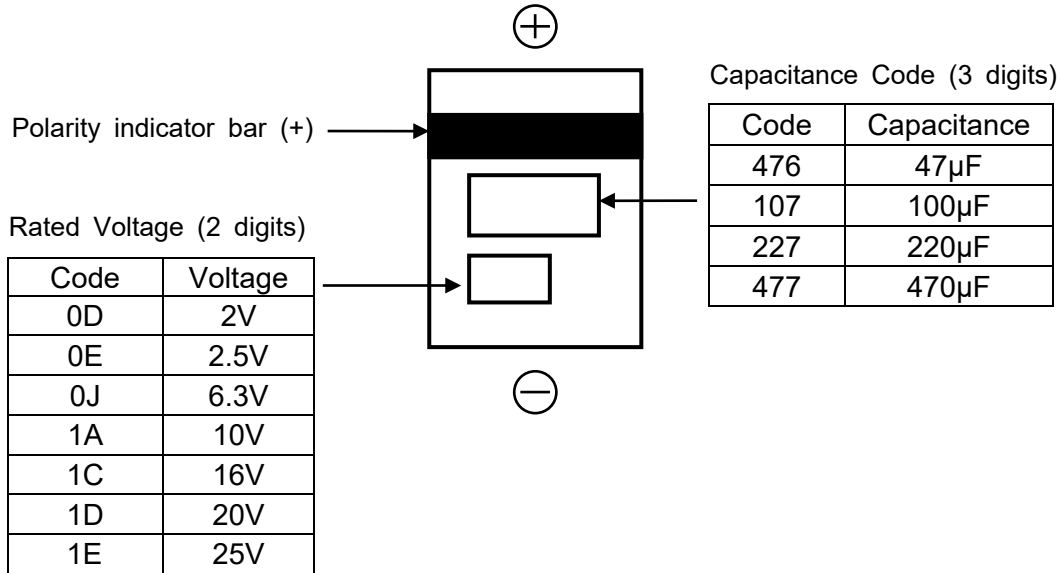 Polarity indicator bar (+)
Rated Voltage (2 digits)
Code Voltage
0D 2V
0E 2.5V
0J 6.3V
1A 10V
1C 16V
1D 20V
1E 25V
Capacitance Code (3 digits)
Code Capacitance
476 47µF
107 100µF
227 220µF
477 470µF